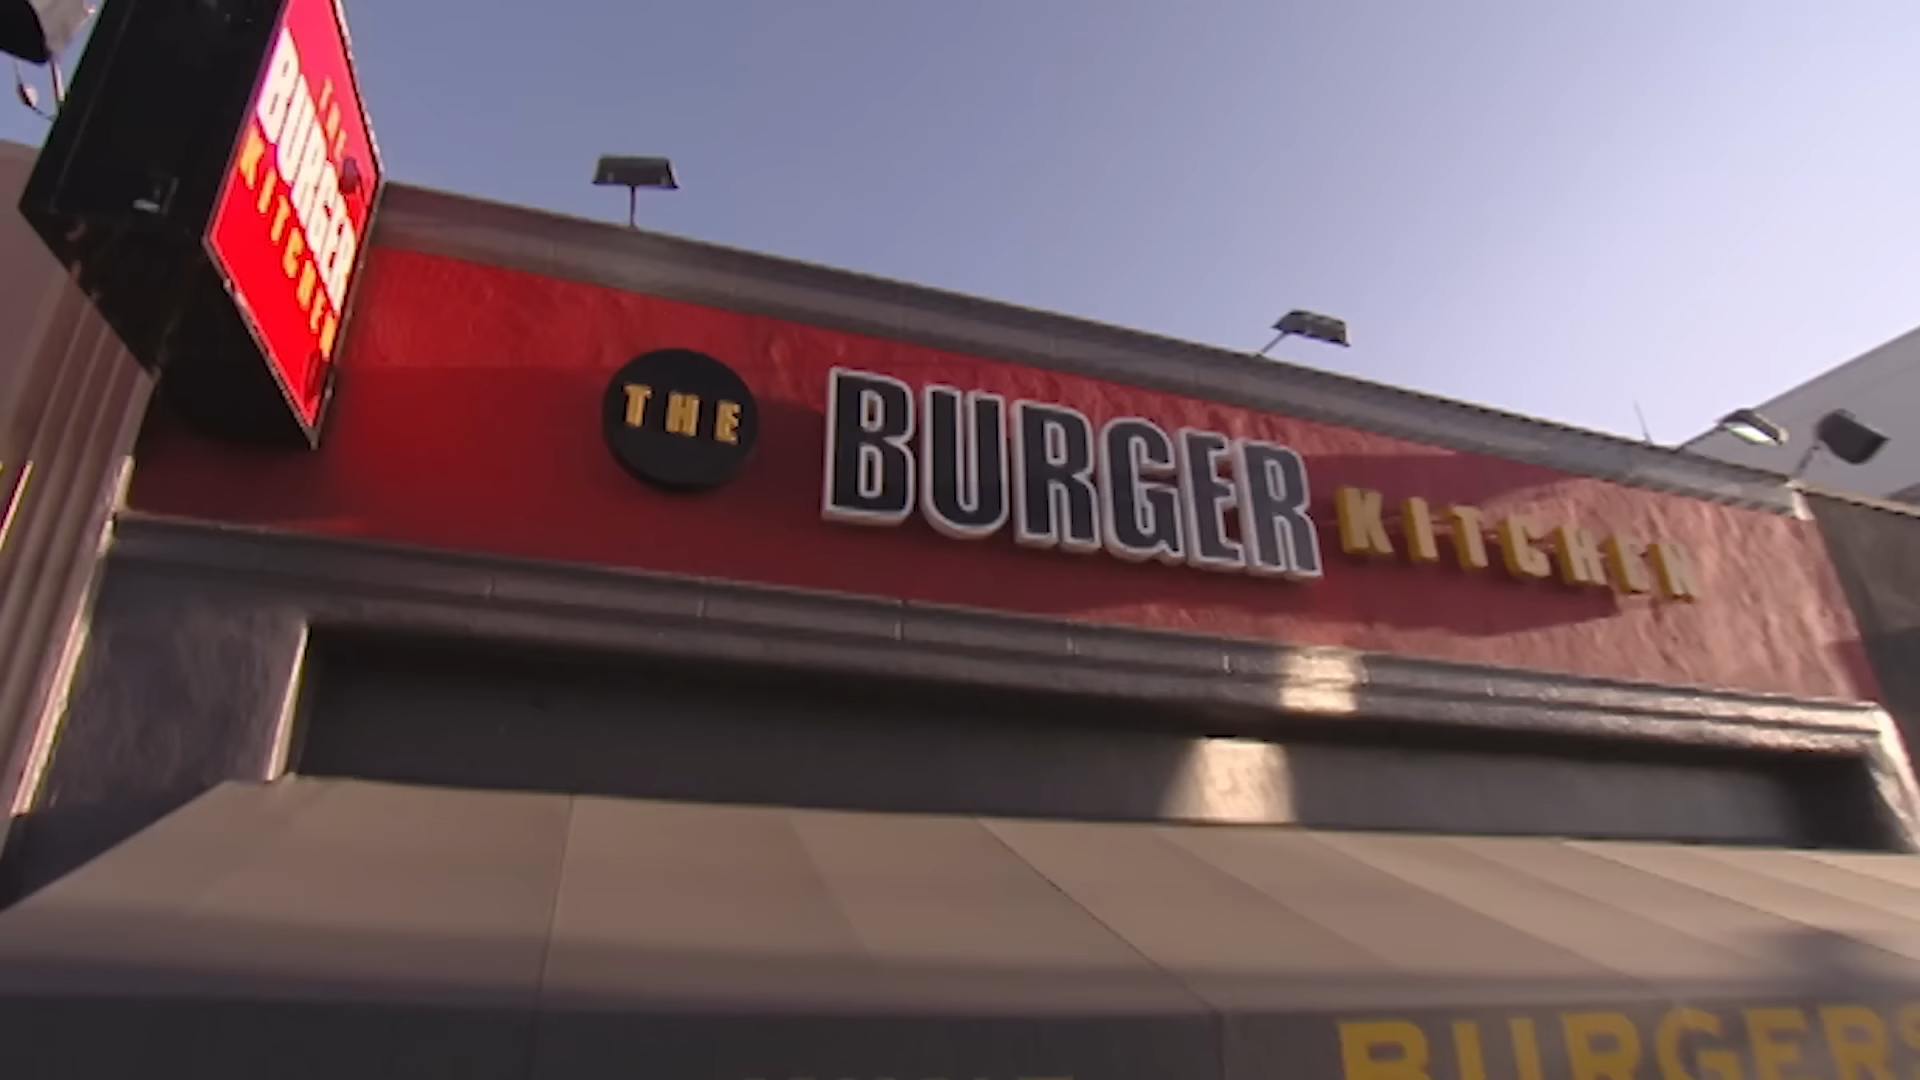 THE
BURGER
KITCHEN
THE BURGER KITCHEN
BURGERS